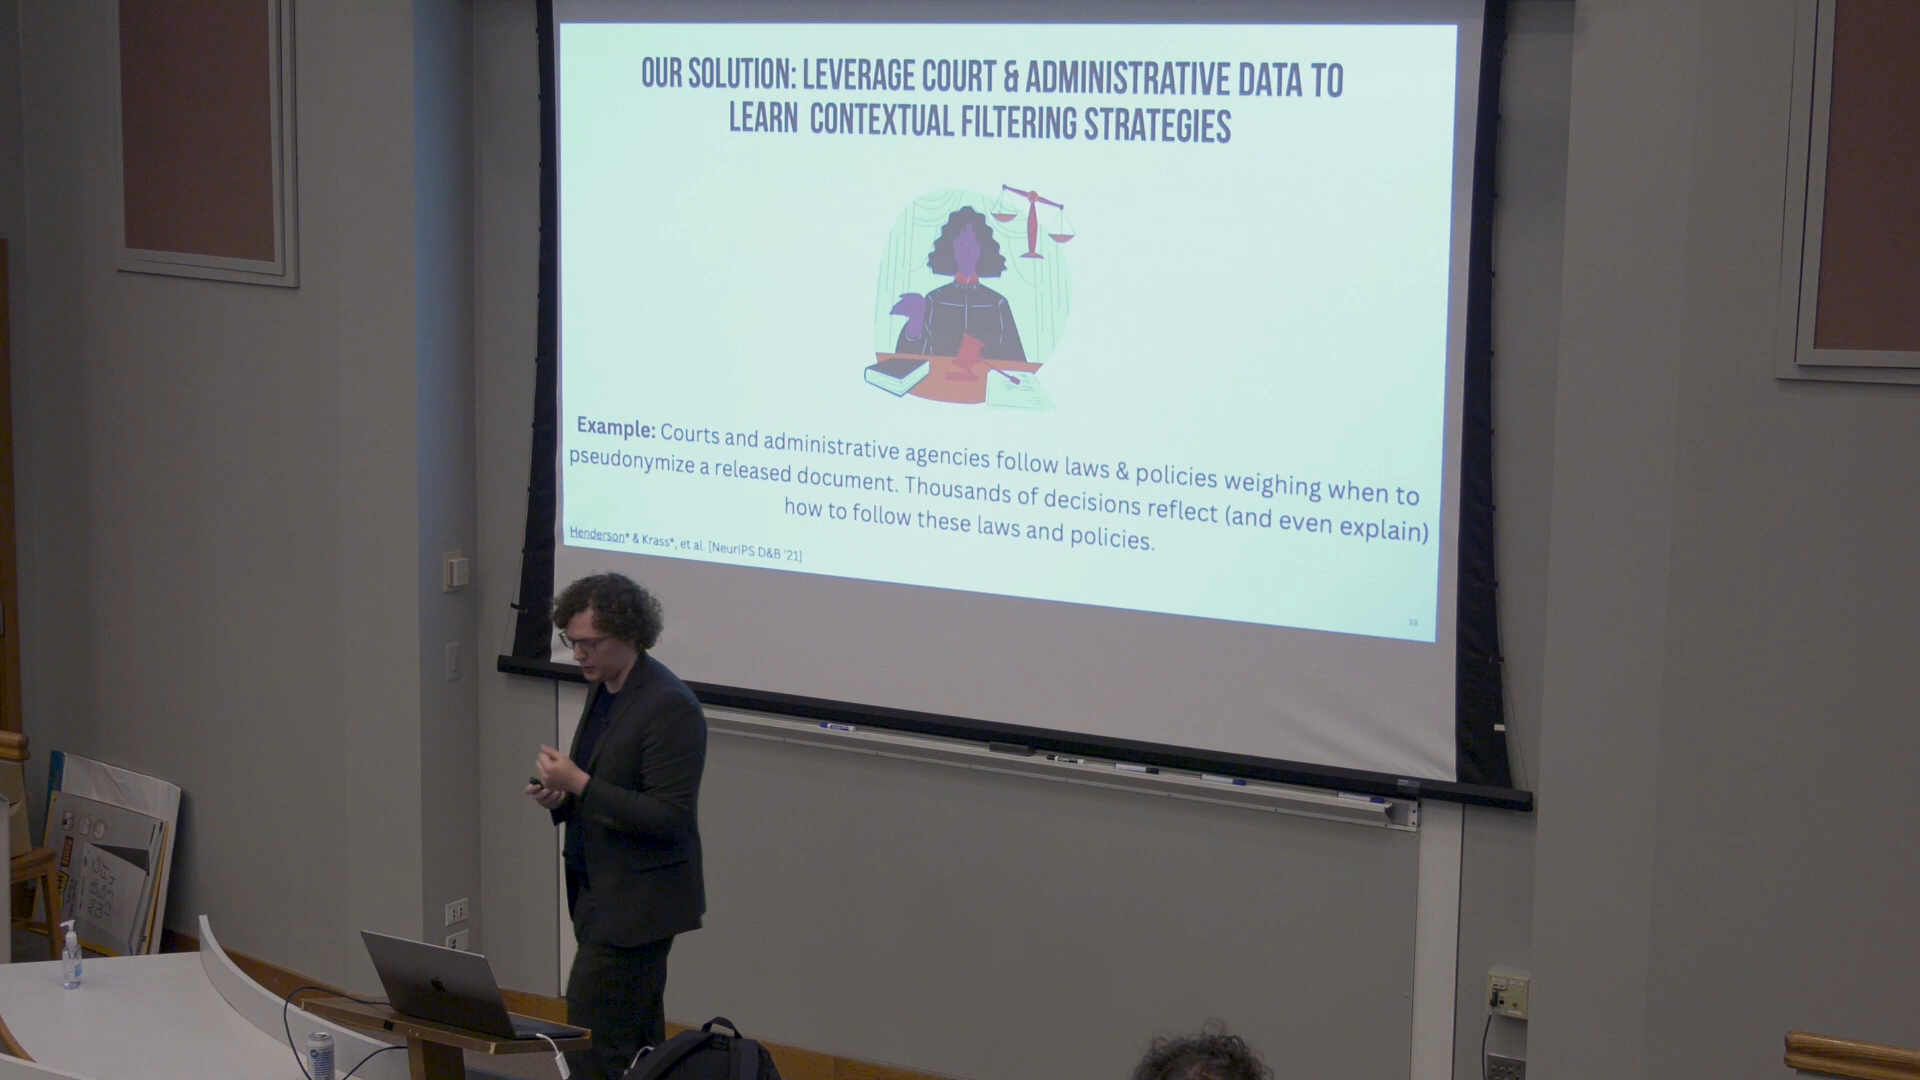 OUR SOLUTION: LEVERAGE COURT & ADMINISTRATIVE DATA TO
LEARN CONTEXTUAL FILTERING STRATEGIES
Example: Courts and administrative agencies follow laws & policies weighing when to
pseudonymize a released document. Thousands of decisions reflect (and even explain)
how to follow these laws and policies.
Henderson* & Krass*, et al. [NeurIPS D&B '21]
53